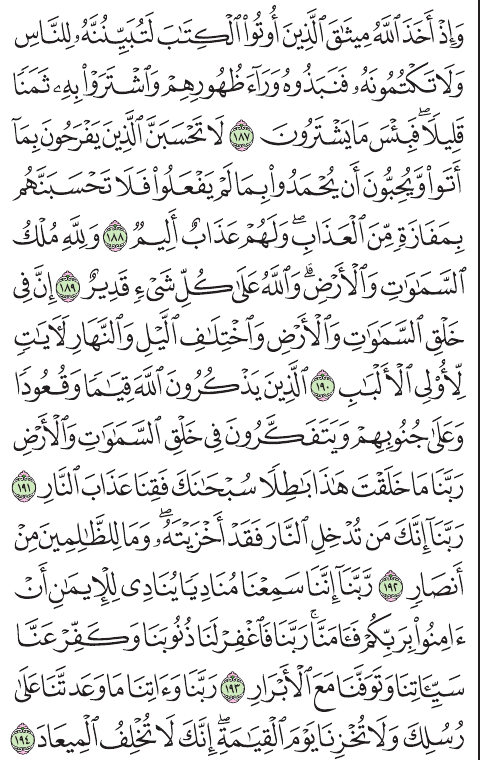 وَإِذْ أَخَذَ ٱللَّهُ مِيثَٰقَ ٱلَّذِينَ أُوتُوا۟ ٱلْكِتَٰبَ لَتُبَيِّنُنَّهُۥ لِلنَّاسِ
وَلَا تَكْتُمُونَهُۥ فَنَبَذُوهُ وَرَآءَ ظُهُورِهِمْ وَٱشْتَرَوْا۟ بِهِۦ ثَمَنًا
قَلِيلًا ۖ فَبِئْسَ مَا يَشْتَرُونَ ١٨٧ لَا تَحْسَبَنَّ ٱلَّذِينَ يَفْرَحُونَ بِمَآ
أَتَوا۟ وَّيُحِبُّونَ أَن يُحْمَدُوا۟ بِمَا لَمْ يَفْعَلُوا۟ فَلَا تَحْسَبَنَّهُم
بِمَفَازَةٍ مِّنَ ٱلْعَذَابِ ۖ وَلَهُمْ عَذَابٌ أَلِيمٌ ١٨٨ وَلِلَّهِ مُلْكُ
ٱلسَّمَٰوَٰتِ وَٱلْأَرْضِ ۗ وَٱللَّهُ عَلَىٰ كُلِّ شَىْءٍ قَدِيرٌ ١٨٩ إِنَّ فِى
خَلْقِ ٱلسَّمَٰوَٰتِ وَٱلْأَرْضِ وَٱخْتِلَٰفِ ٱلَّيْلِ وَٱلنَّهَارِ لَءَايَٰتٍ
لِّأُو۟لِى ٱلْأَلْبَٰبِ ١٩٠ ٱلَّذِينَ يَذْكُرُونَ ٱللَّهَ قِيَٰمًا وَقُعُودًا
وَعَلَىٰ جُنُوبِهِمْ وَيَتَفَكَّرُونَ فِى خَلْقِ ٱلسَّمَٰوَٰتِ وَٱلْأَرْضِ
رَبَّنَا مَا خَلَقْتَ هَٰذَا بَٰطِلًا سُبْحَٰنَكَ فَقِنَا عَذَابَ ٱلنَّارِ ١٩١
رَبَّنَآ إِنَّكَ مَن تُدْخِلِ ٱلنَّارَ فَقَدْ أَخْزَيْتَهُۥ ۖ وَمَا لِلظَّٰلِمِينَ مِنْ
أَنصَارٍ ١٩٢ رَّبَّنَآ إِنَّنَا سَمِعْنَا مُنَادِيًا يُنَادِى لِلْإِيمَٰنِ أَنْ
ءَامِنُوا۟ بِرَبِّكُمْ فَـَٔامَنَّا ۚ رَبَّنَا فَٱغْفِرْ لَنَا ذُنُوبَنَا وَكَفِّرْ عَنَّا
سَيِّـَٔاتِنَا وَتَوَفَّنَا مَعَ ٱلْأَبْرَارِ ١٩٣ رَبَّنَا وَءَاتِنَا مَا وَعَدتَّنَا عَلَىٰ
رُسُلِكَ وَلَا تُخْزِنَا يَوْمَ ٱلْقِيَٰمَةِ ۗ إِنَّكَ لَا تُخْلِفُ ٱلْمِيعَادَ ١٩٤